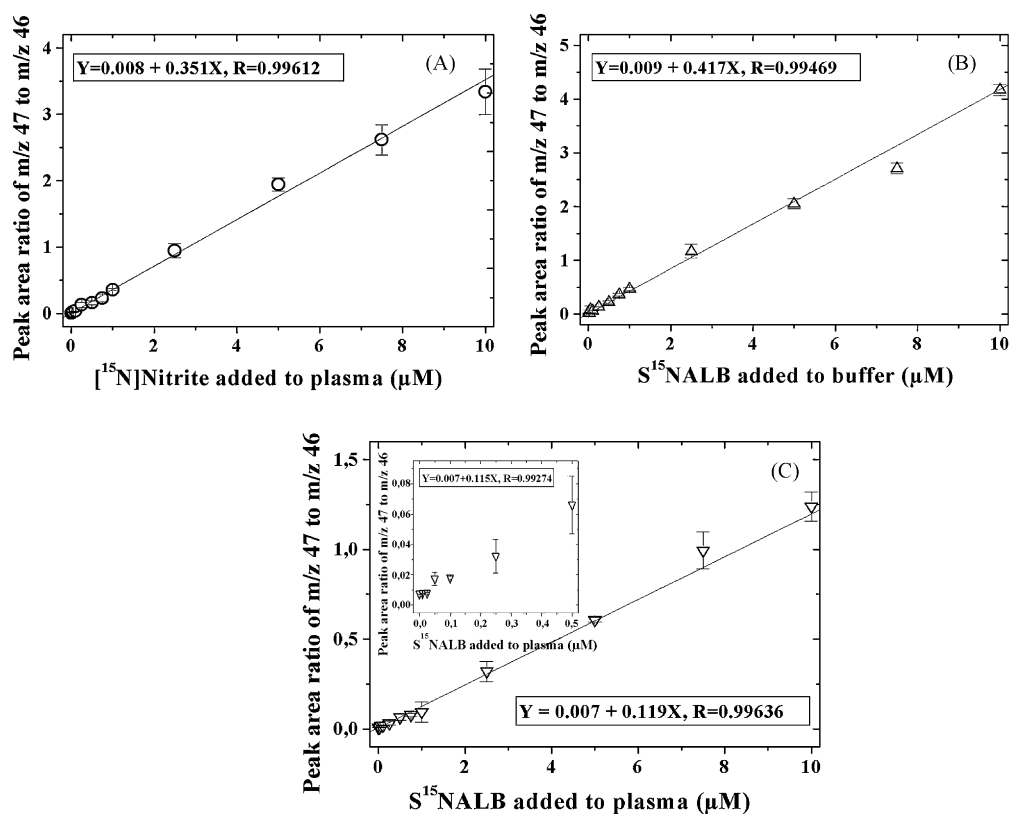 Peak area ratio of m/z 47 to m/z 46
4
3
2
1
0
Y=0.008 + 0.351X, R=0.99612
(A)
0 2 4 6 8 10
[¹⁵N]Nitrite added to plasma (µM)
Peak area ratio of m/z 47 to m/z 46
5
4
3
2
1
0
Y=0.009 + 0.417X, R=0.99469
(B)
0 2 4 6 8 10
S¹⁵NALB added to buffer (µM)
Peak area ratio of m/z 47 to m/z 46
1,5
1,0
0,5
0,0
(C)
Peak area ratio of m/z 47 to m/z 46
0,08
0,06
0,04
0,02
0,00
Y=0.007+0.115X, R=0.99274
0,0 0,1 0,2 0,3 0,4 0,5
S¹⁵NALB added to plasma (µM)
Y = 0.007 + 0.119X, R=0.99636
0 2 4 6 8 10
S¹⁵NALB added to plasma (µM)